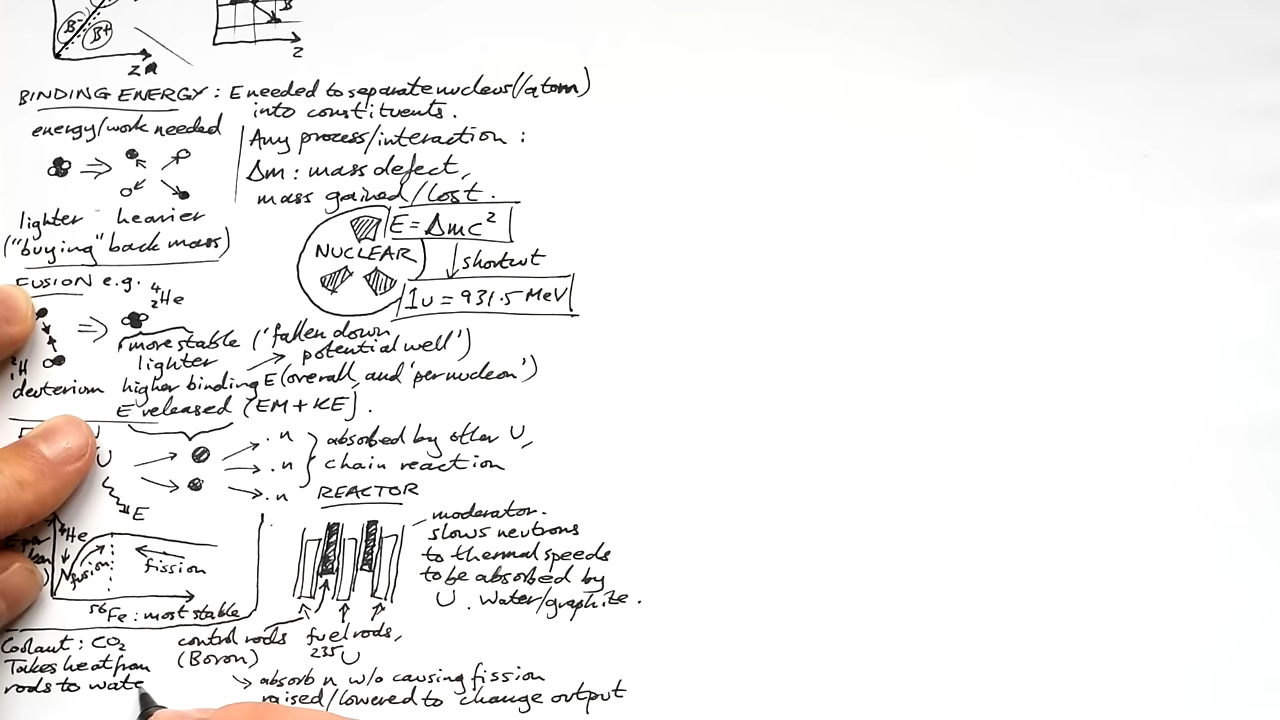 B-
B+
Z
B
Z
BINDING ENERGY : E needed to separate nucleus(/atom)
into constituents.
energy/work needed
lighter heavier
("buying" back mass)
Any process/interaction :
Δm : mass defect,
mass gained/lost.
E = Δmc²
NUCLEAR
shortcut
1u = 931.5 MeV
FUSION e.g.
⁴₂He
²₁H
deuterium
more stable ('fallen down
potential well')
lighter
higher binding E (overall, and 'per nucleon')
E released (EM + KE).
U
E
n
n
n
absorbed by other U,
chain reaction
REACTOR
He
fusion
fission
⁵⁶Fe : most stable
moderator.
slows neutrons
to thermal speeds
to be absorbed by
U. Water/graphite.
control rods
(Boron)
fuel rods,
²³⁵U
absorb n w/o causing fission
raised/lowered to change output
Coolant : CO₂
Takes heat from
rods to wate